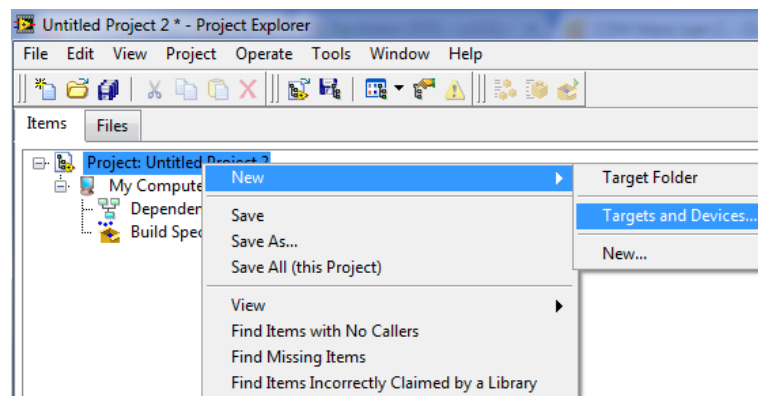 Untitled Project 2 * - Project Explorer
File Edit View Project Operate Tools Window Help
Items Files
Project: Untitled Project 2
My Compute
Dependen
Build Spec
New
Save
Save As...
Save All (this Project)
View
Find Items with No Callers
Find Missing Items
Find Items Incorrectly Claimed by a Library
Target Folder
Targets and Devices...
New...